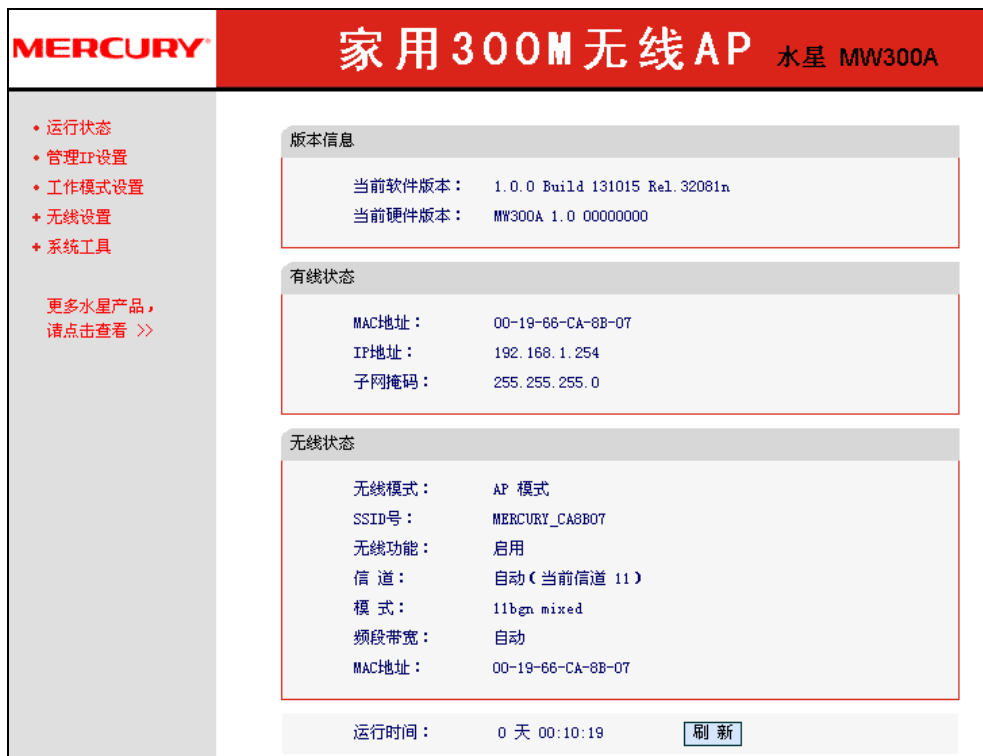 MERCURY
家用300M无线AP 水星 MW300A
运行状态
管理IP设置
工作模式设置
+ 无线设置
+ 系统工具
更多水星产品，
请点击查看 >>
版本信息
当前软件版本： 1.0.0 Build 131015 Rel.32081n
当前硬件版本： MW300A 1.0 00000000
有线状态
MAC地址： 00-19-66-CA-8B-07
IP地址： 192.168.1.254
子网掩码： 255.255.255.0
无线状态
无线模式： AP 模式
SSID号： MERCURY_CA8B07
无线功能： 启用
信 道： 自动（当前信道 11）
模 式： 11bgn mixed
频段带宽： 自动
MAC地址： 00-19-66-CA-8B-07
运行时间： 0 天 00:10:19 刷 新